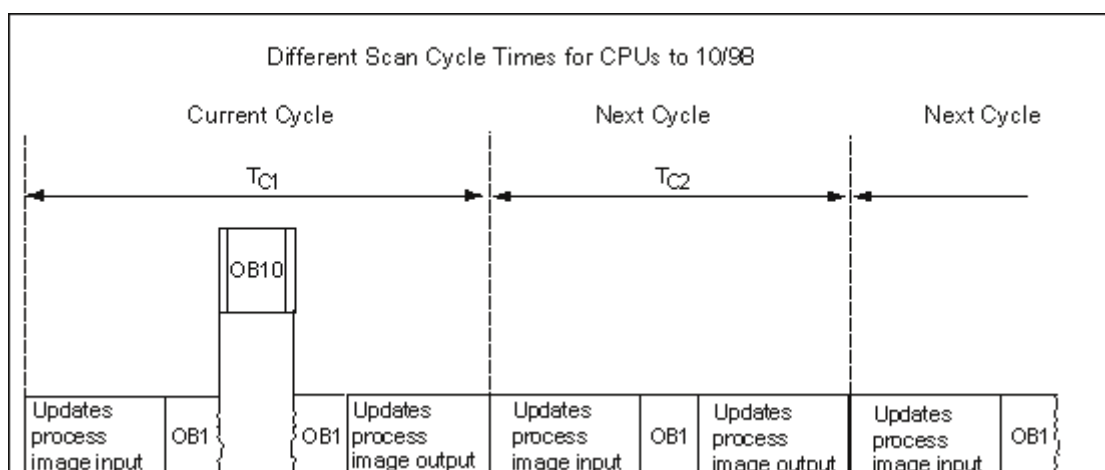 Different Scan Cycle Times for CPUs to 10/98
Current Cycle
Next Cycle
Next Cycle
TC1
TC2
OB10
Updates
process
image input
OB1
OB1
Updates
process
image output
Updates
process
image input
OB1
Updates
process
image output
Updates
process
image input
OB1